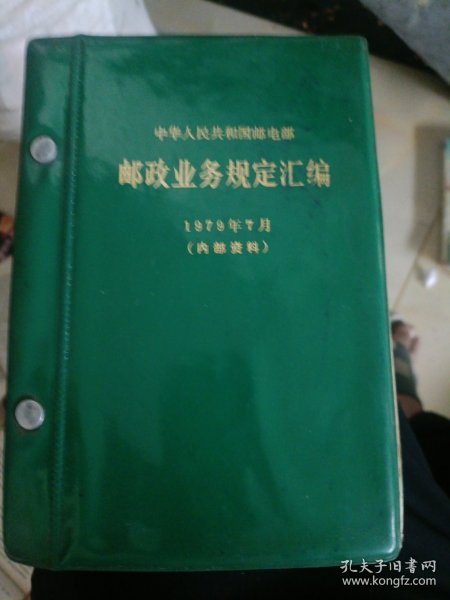 中华人民共和国邮电部
邮政业务规定汇编
1979年7月
(内部资料)
孔夫子旧书网
www.kongfz.com